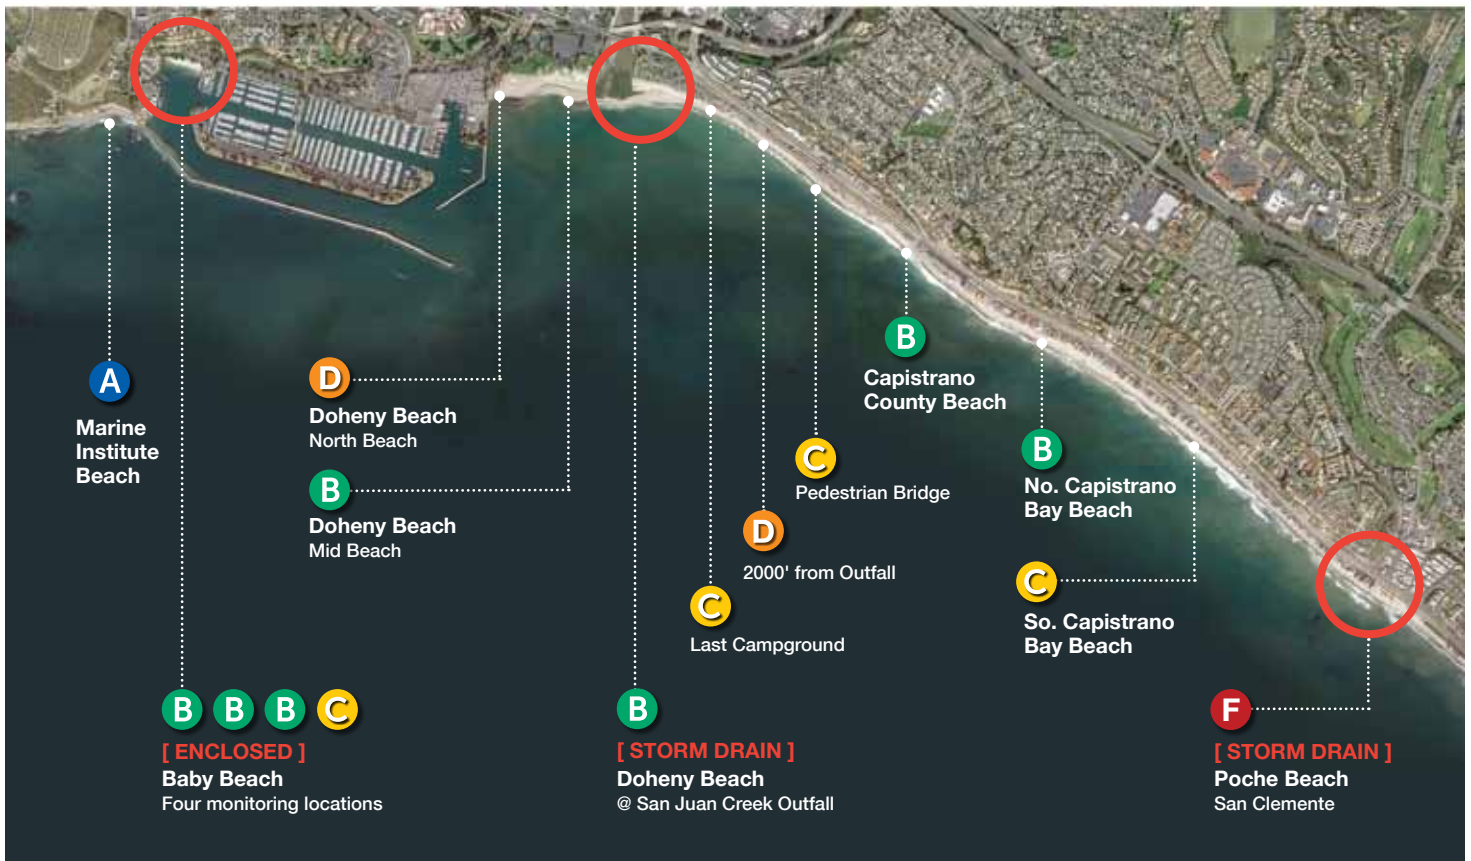 A
Marine
Institute
Beach
D
Doheny Beach
North Beach
B
Doheny Beach
Mid Beach
B B B C
[ ENCLOSED ]
Baby Beach
Four monitoring locations
B
[ STORM DRAIN ]
Doheny Beach
@ San Juan Creek Outfall
C
Last Campground
D
2000' from Outfall
C
Pedestrian Bridge
B
Capistrano
County Beach
B
No. Capistrano
Bay Beach
C
So. Capistrano
Bay Beach
F
[ STORM DRAIN ]
Poche Beach
San Clemente